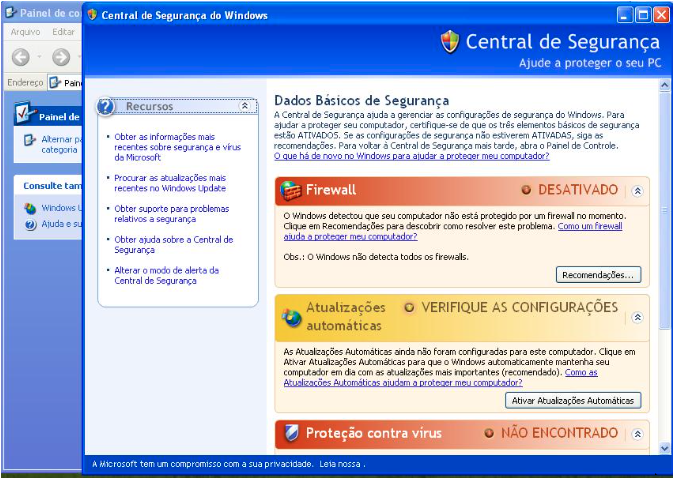 Painel de co
Central de Segurança do Windows
Arquivo Editar
Endereço Pain
Painel de
Alternar pa
categoria
Consulte tam
Windows U
Ajuda e su
Central de Segurança
Ajude a proteger o seu PC
Recursos
Obter as informações mais
recentes sobre segurança e vírus
da Microsoft
Procurar as atualizações mais
recentes no Windows Update
Obter suporte para problemas
relativos a segurança
Obter ajuda sobre a Central de
Segurança
Alterar o modo de alerta da
Central de Segurança
Dados Básicos de Segurança
A Central de Segurança ajuda a gerenciar as configurações de segurança do Windows. Para
ajudar a proteger seu computador, certifique-se de que os três elementos básicos de segurança
estão ATIVADOS. Se as configurações de segurança não estiverem ATIVADAS, siga as
recomendações. Para voltar à Central de Segurança mais tarde, abra o Painel de Controle.
O que há de novo no Windows para ajudar a proteger meu computador?
Firewall DESATIVADO
O Windows detectou que seu computador não está protegido por um firewall no momento.
Clique em Recomendações para descobrir como resolver este problema. Como um firewall
ajuda a proteger meu computador?
Obs.: O Windows não detecta todos os firewalls.
Recomendações...
Atualizações VERIFIQUE AS CONFIGURAÇÕES
automáticas
As Atualizações Automáticas ainda não foram configuradas para este computador. Clique em
Ativar Atualizações Automáticas para que o Windows automaticamente mantenha seu
computador em dia com as atualizações mais importantes (recomendado). Como as
Atualizações Automáticas ajudam a proteger meu computador?
Ativar Atualizações Automáticas
Proteção contra vírus NÃO ENCONTRADO
A Microsoft tem um compromisso com a sua privacidade. Leia nossa .